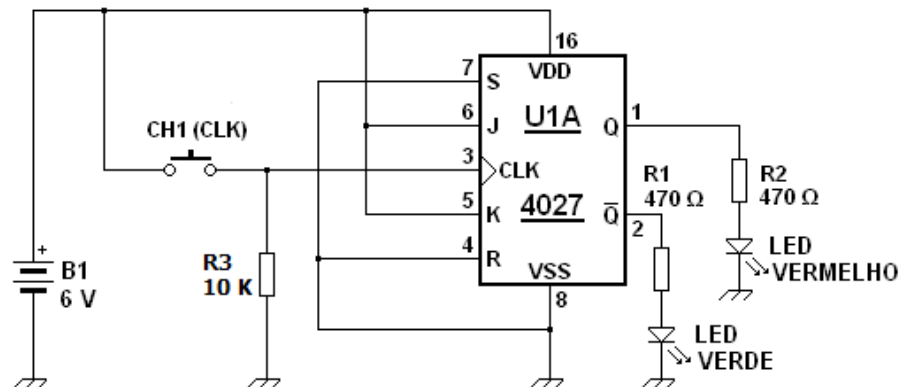 16
7
S
VDD
6
J
U1A
Q
1
CH1 (CLK)
3
CLK
R1
470 Ω
R2
470 Ω
5
K
4027
Q̅
2
+
B1
6 V
R3
10 K
4
R
VSS
8
LED
VERMELHO
LED
VERDE